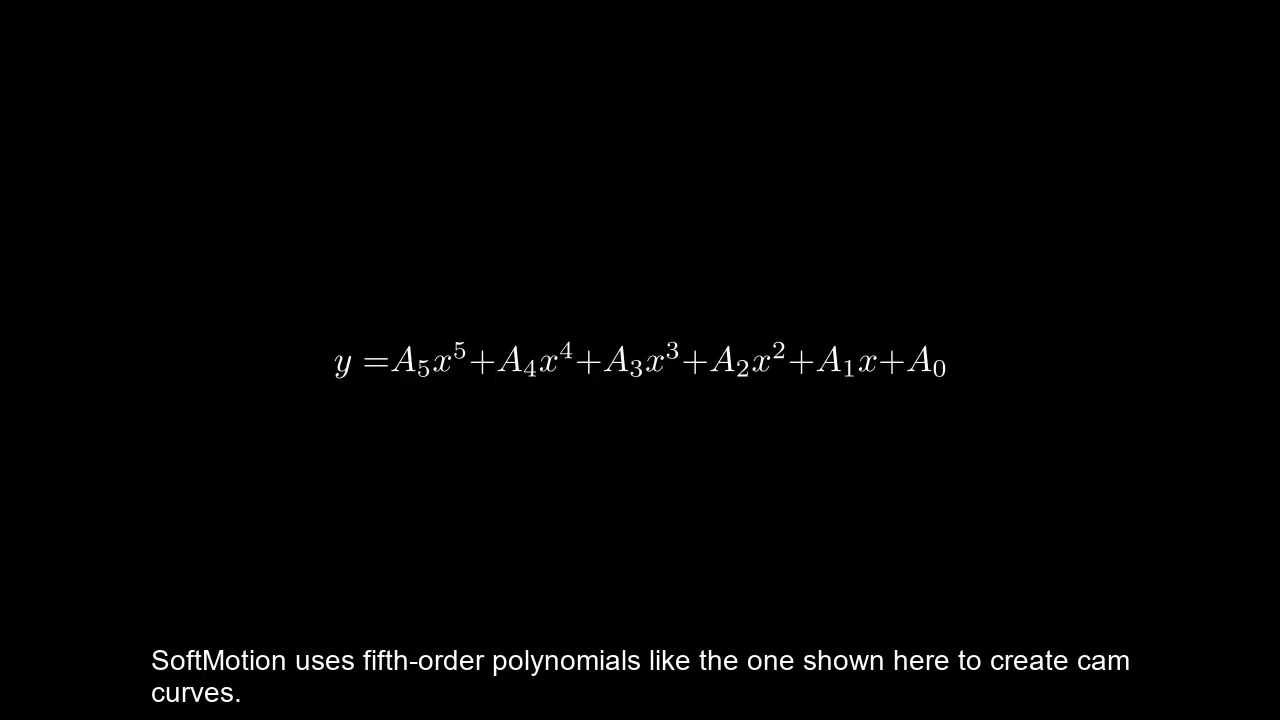 y = A₅x⁵ + A₄x⁴ + A₃x³ + A₂x² + A₁x + A₀
SoftMotion uses fifth-order polynomials like the one shown here to create cam
curves.